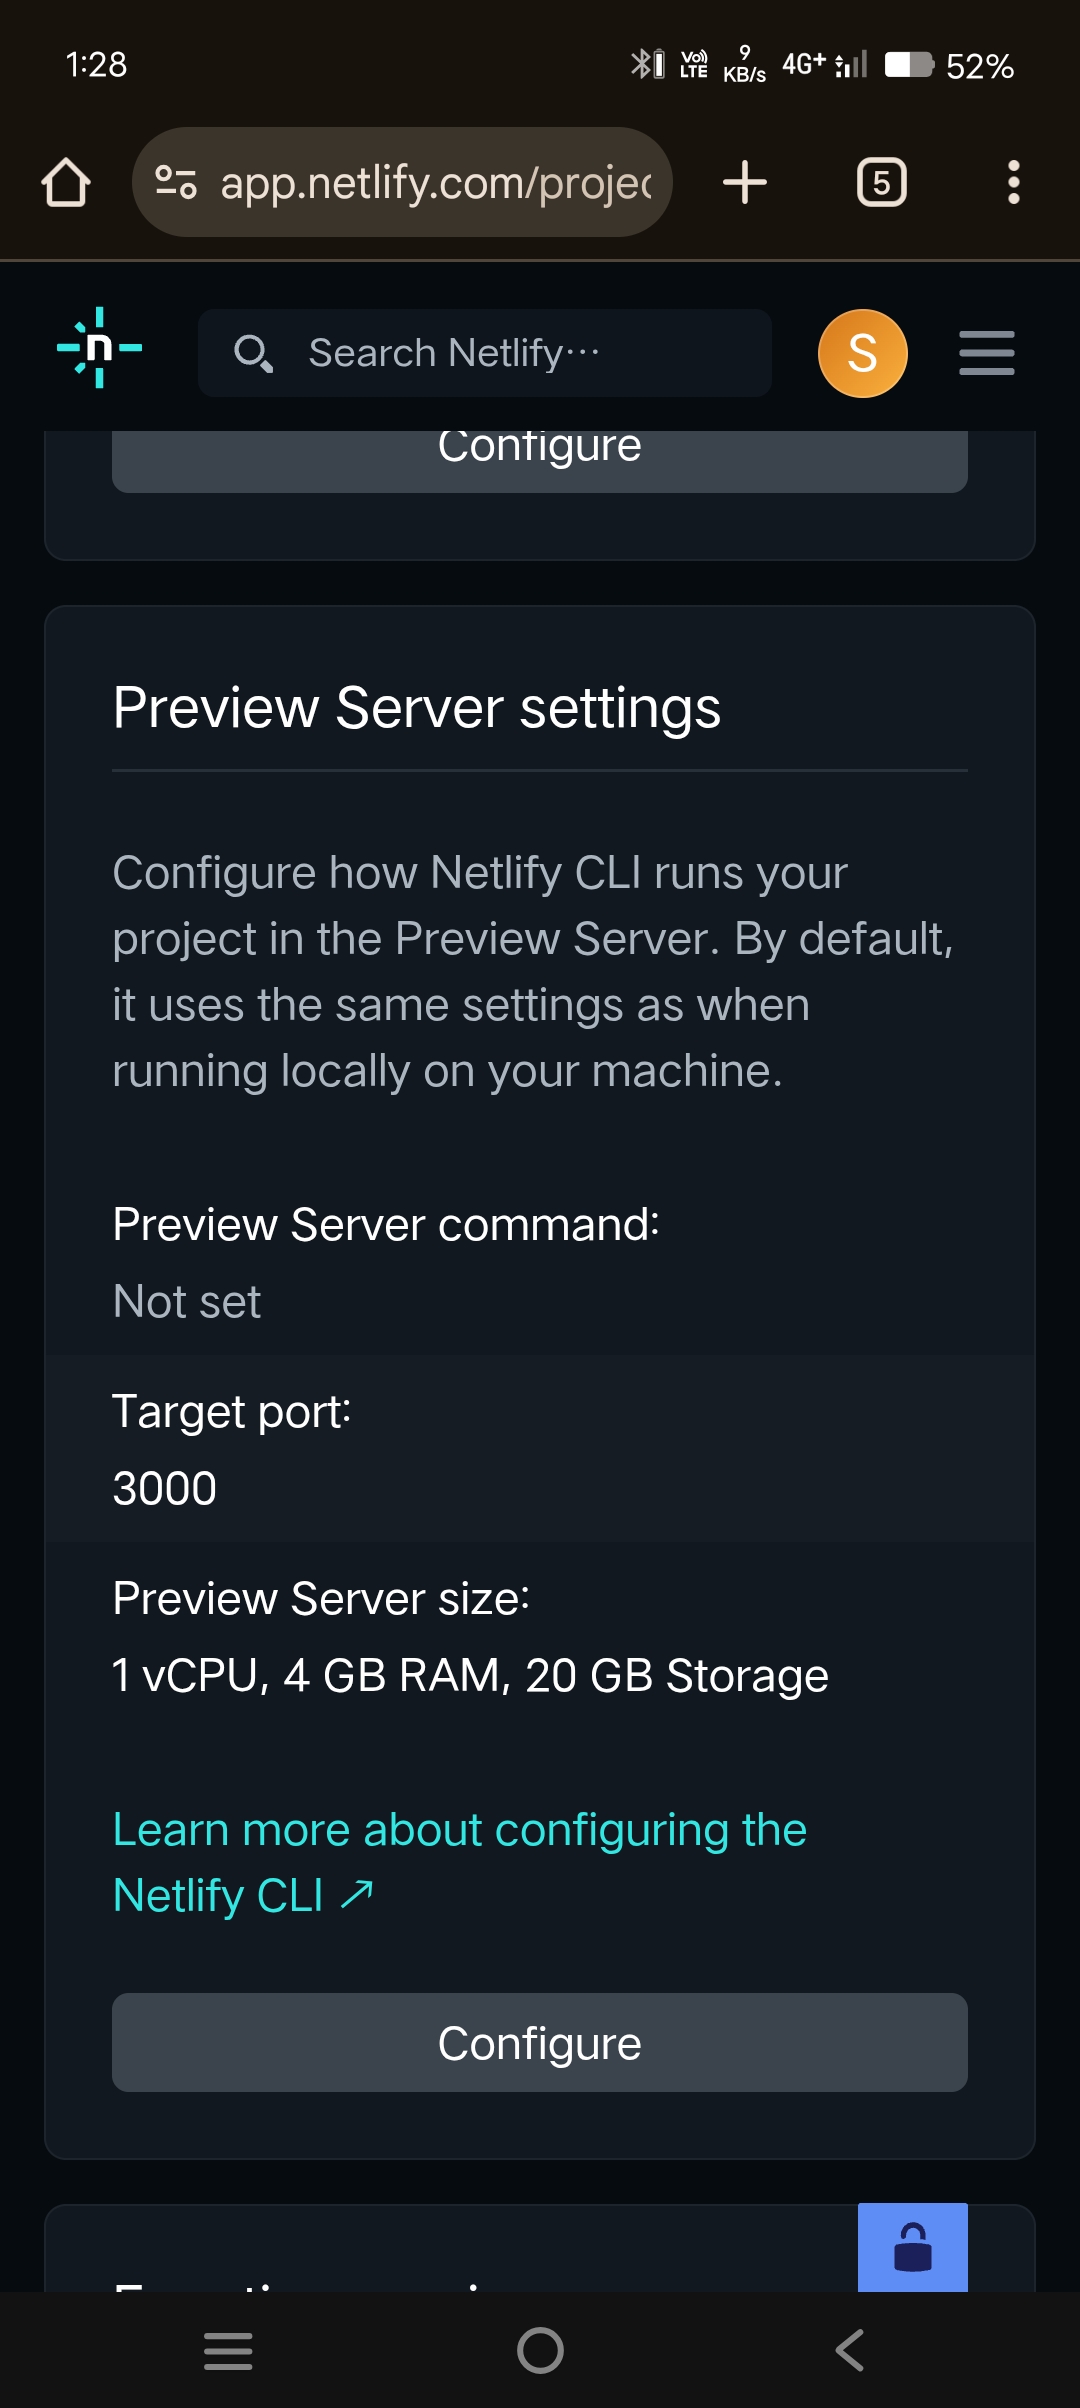 1:28
Vo)) LTE
9 KB/s
4G+
52%
app.netlify.com/projec
5
n
Search Netlify...
S
Configure
Preview Server settings
Configure how Netlify CLI runs your
project in the Preview Server. By default,
it uses the same settings as when
running locally on your machine.
Preview Server command:
Not set
Target port:
3000
Preview Server size:
1 vCPU, 4 GB RAM, 20 GB Storage
Learn more about configuring the
Netlify CLI ↗
Configure